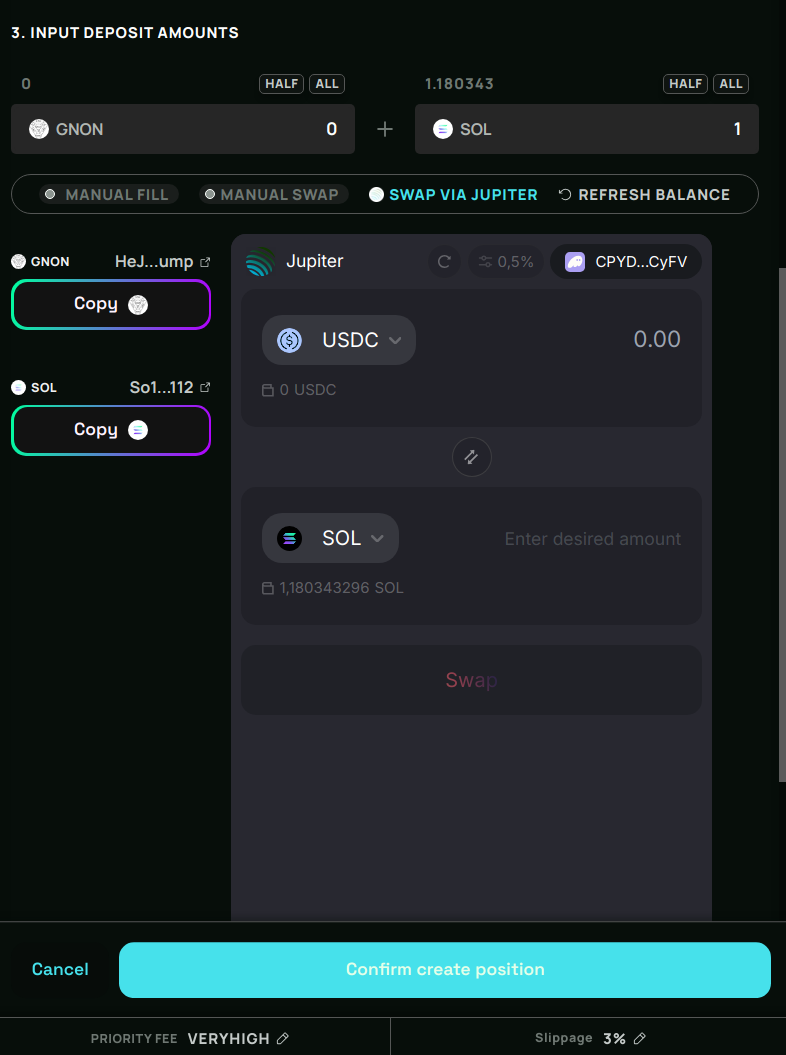 3. INPUT DEPOSIT AMOUNTS
0 HALF ALL 1.180343 HALF ALL
GNON 0 + SOL 1
MANUAL FILL MANUAL SWAP SWAP VIA JUPITER REFRESH BALANCE
GNON HeJ...ump
Copy
SOL So1...112
Copy
Jupiter 0,5% CPYD...CyFV
USDC 0.00
0 USDC
SOL Enter desired amount
1,180343296 SOL
Swap
Cancel Confirm create position
PRIORITY FEE VERYHIGH Slippage 3%